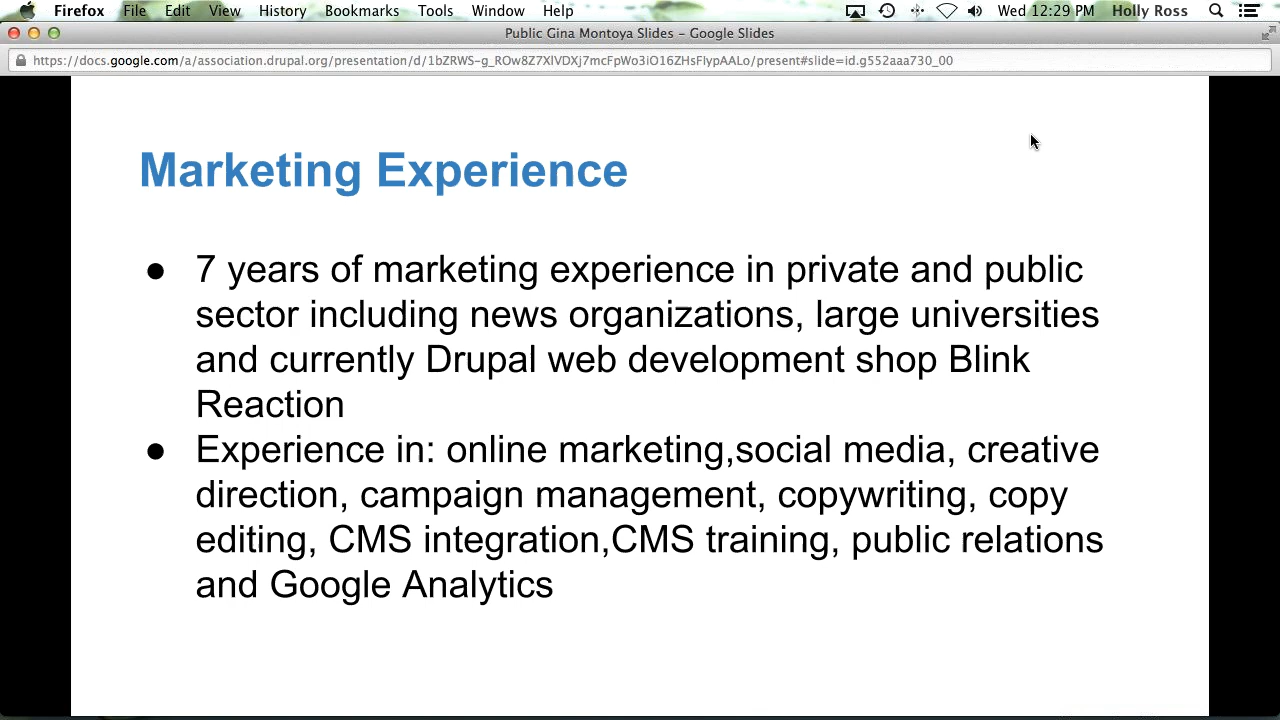 Firefox File Edit View History Bookmarks Tools Window Help Wed 12:29 PM Holly Ross
Public Gina Montoya Slides – Google Slides
https://docs.google.com/a/association.drupal.org/presentation/d/1bZRWS-g_ROw8Z7XlVDXj7mcFpWo3iO16ZHsFIypAALo/present#slide=id.g552aaa730_00
Marketing Experience
● 7 years of marketing experience in private and public
sector including news organizations, large universities
and currently Drupal web development shop Blink
Reaction
● Experience in: online marketing,social media, creative
direction, campaign management, copywriting, copy
editing, CMS integration,CMS training, public relations
and Google Analytics